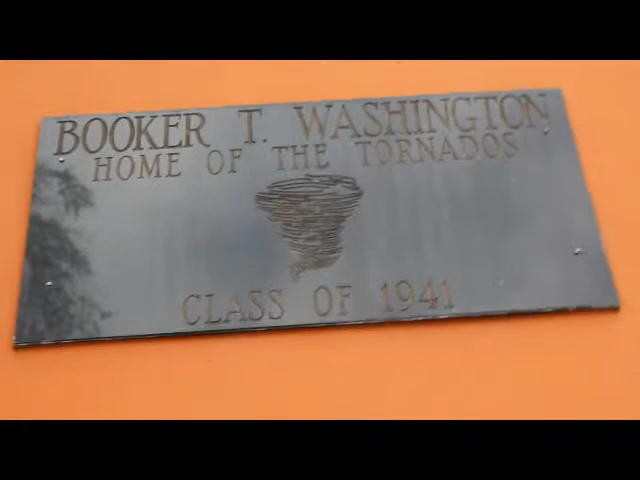 BOOKER T. WASHINGTON
HOME OF THE TORNADOS
CLASS OF 1941